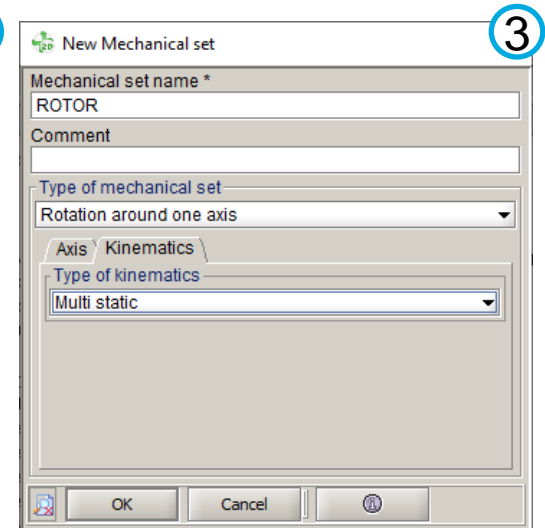 New Mechanical set
3
Mechanical set name *
ROTOR
Comment
Type of mechanical set
Rotation around one axis
Axis Kinematics
Type of kinematics
Multi static
OK Cancel